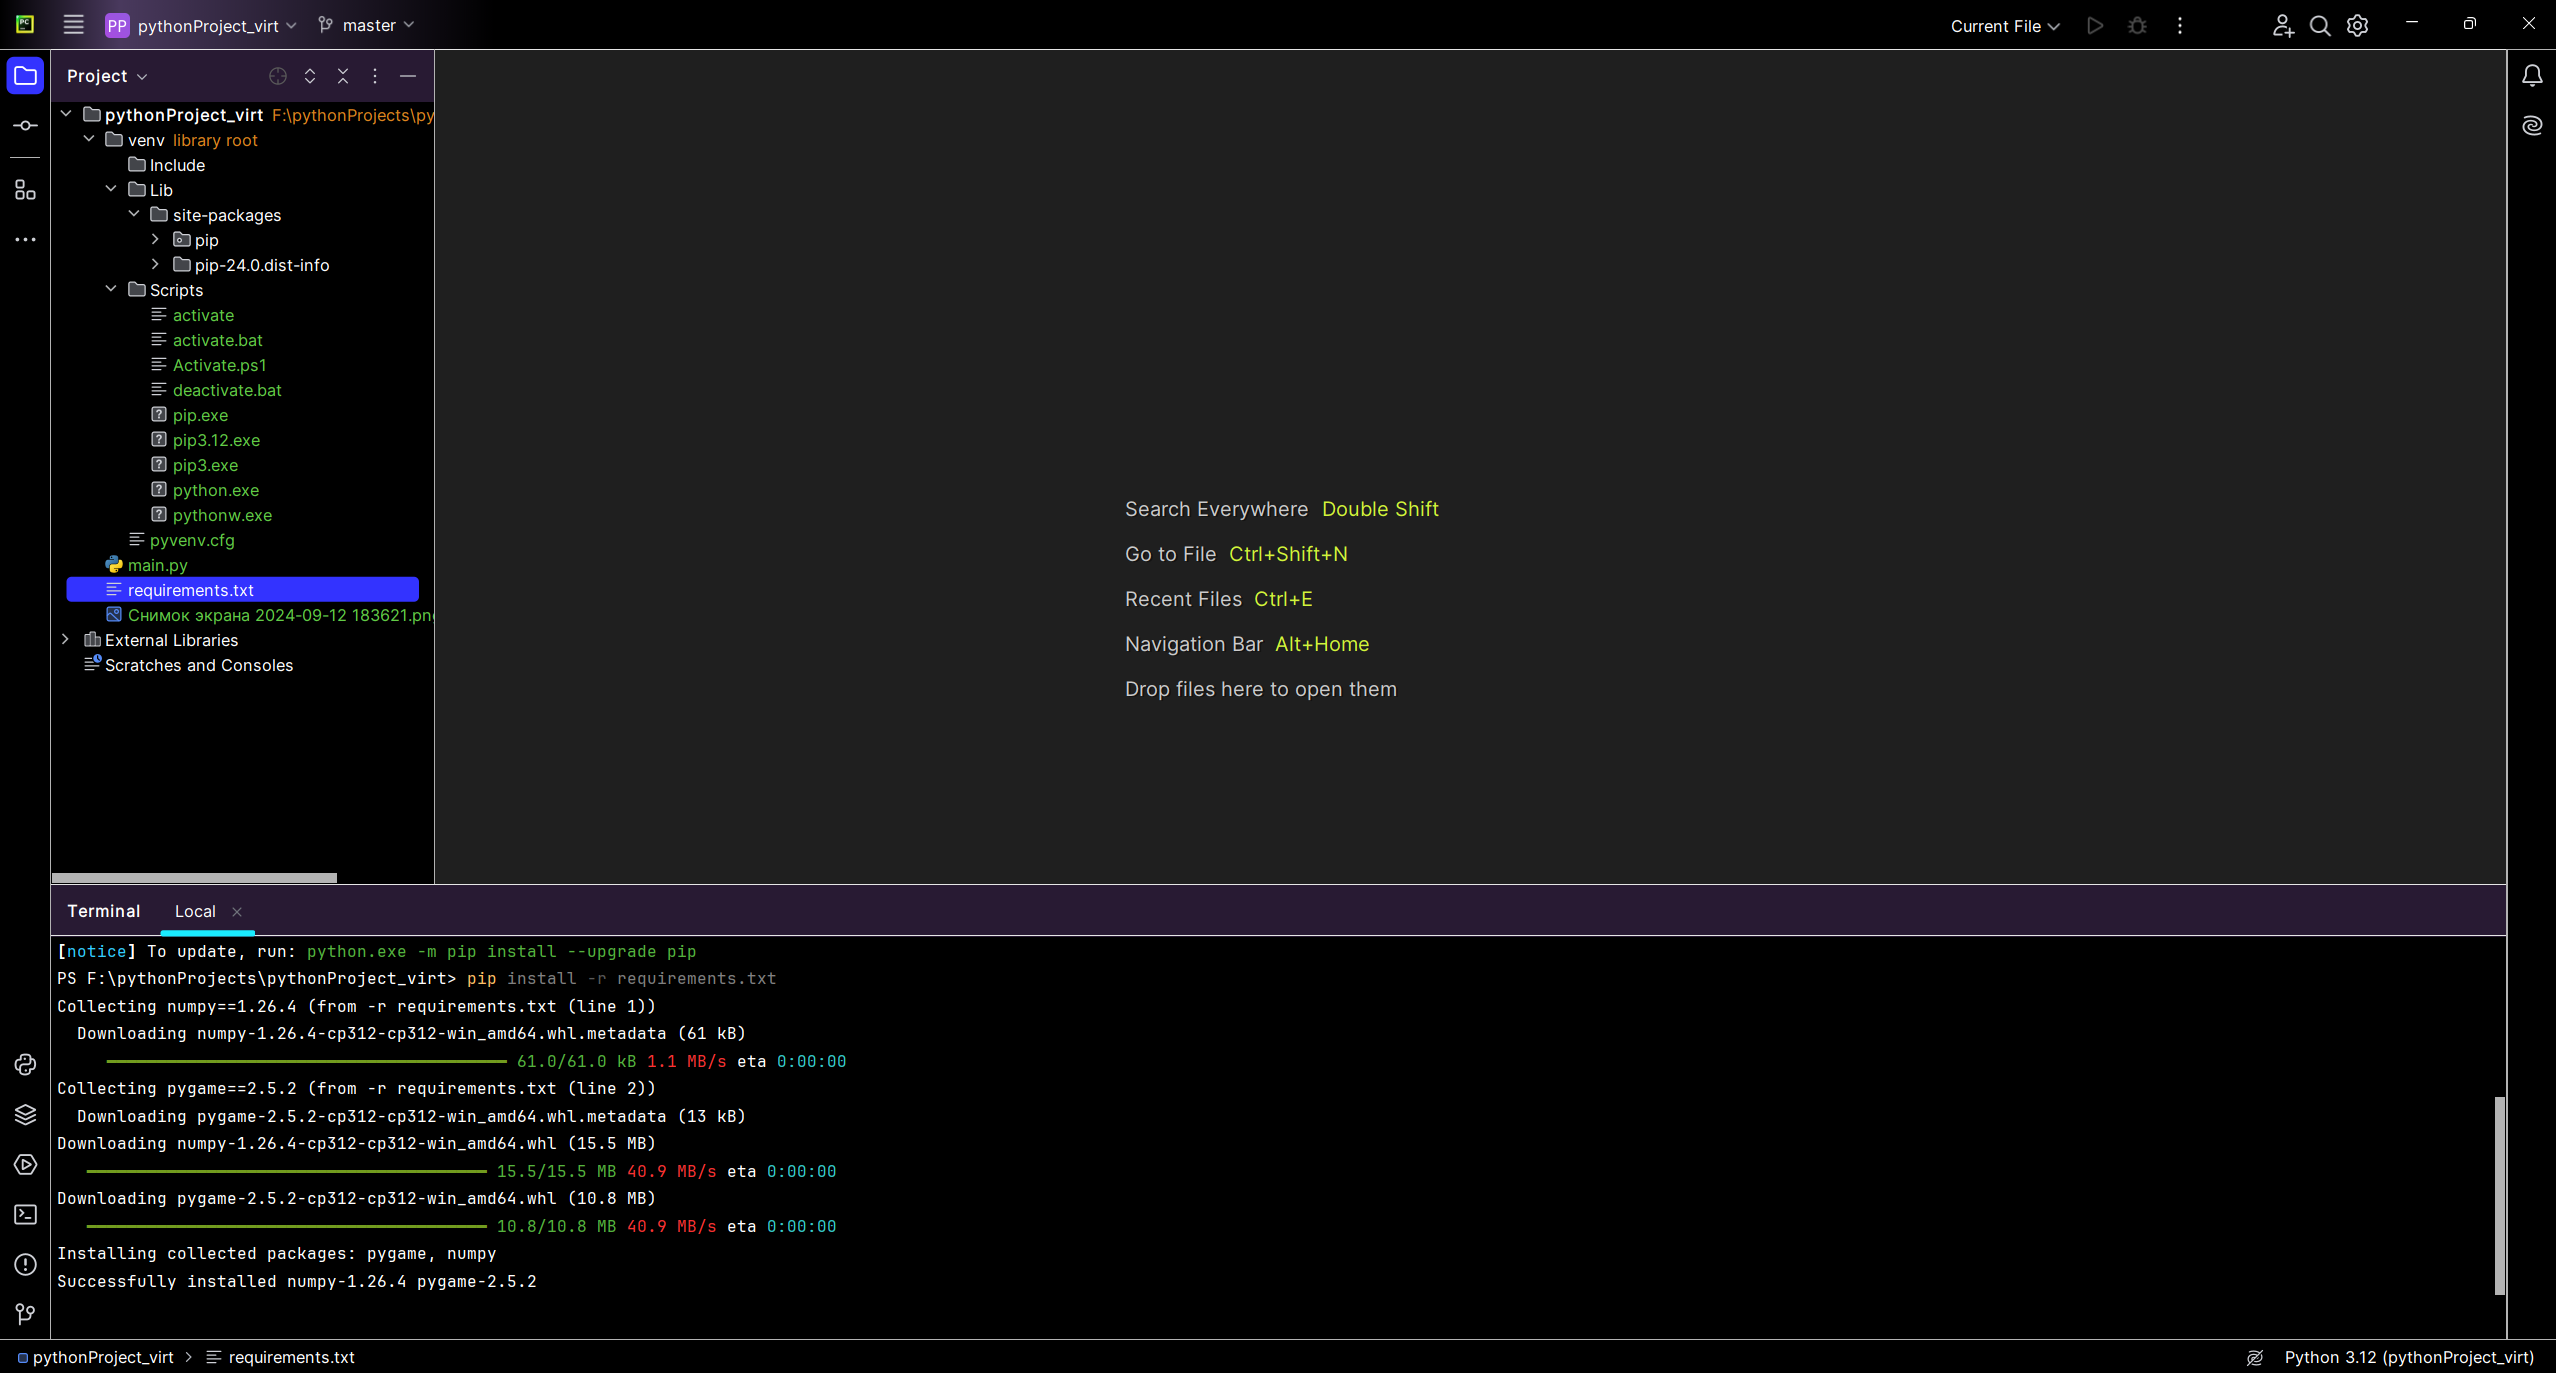 PC
PP pythonProject_virt master Current File
Project
pythonProject_virt F:\pythonProjects\py
venv library root
Include
Lib
site-packages
pip
pip-24.0.dist-info
Scripts
activate
activate.bat
Activate.ps1
deactivate.bat
pip.exe
pip3.12.exe
pip3.exe
python.exe
pythonw.exe
pyvenv.cfg
main.py
requirements.txt
Снимок экрана 2024-09-12 183621.pn
External Libraries
Scratches and Consoles
Search Everywhere Double Shift
Go to File Ctrl+Shift+N
Recent Files Ctrl+E
Navigation Bar Alt+Home
Drop files here to open them
Terminal Local
[notice] To update, run: python.exe -m pip install --upgrade pip
PS F:\pythonProjects\pythonProject_virt> pip install -r requirements.txt
Collecting numpy==1.26.4 (from -r requirements.txt (line 1))
Downloading numpy-1.26.4-cp312-cp312-win_amd64.whl.metadata (61 kB)
61.0/61.0 kB 1.1 MB/s eta 0:00:00
Collecting pygame==2.5.2 (from -r requirements.txt (line 2))
Downloading pygame-2.5.2-cp312-cp312-win_amd64.whl.metadata (13 kB)
Downloading numpy-1.26.4-cp312-cp312-win_amd64.whl (15.5 MB)
15.5/15.5 MB 40.9 MB/s eta 0:00:00
Downloading pygame-2.5.2-cp312-cp312-win_amd64.whl (10.8 MB)
10.8/10.8 MB 40.9 MB/s eta 0:00:00
Installing collected packages: pygame, numpy
Successfully installed numpy-1.26.4 pygame-2.5.2
pythonProject_virt > requirements.txt Python 3.12 (pythonProject_virt)